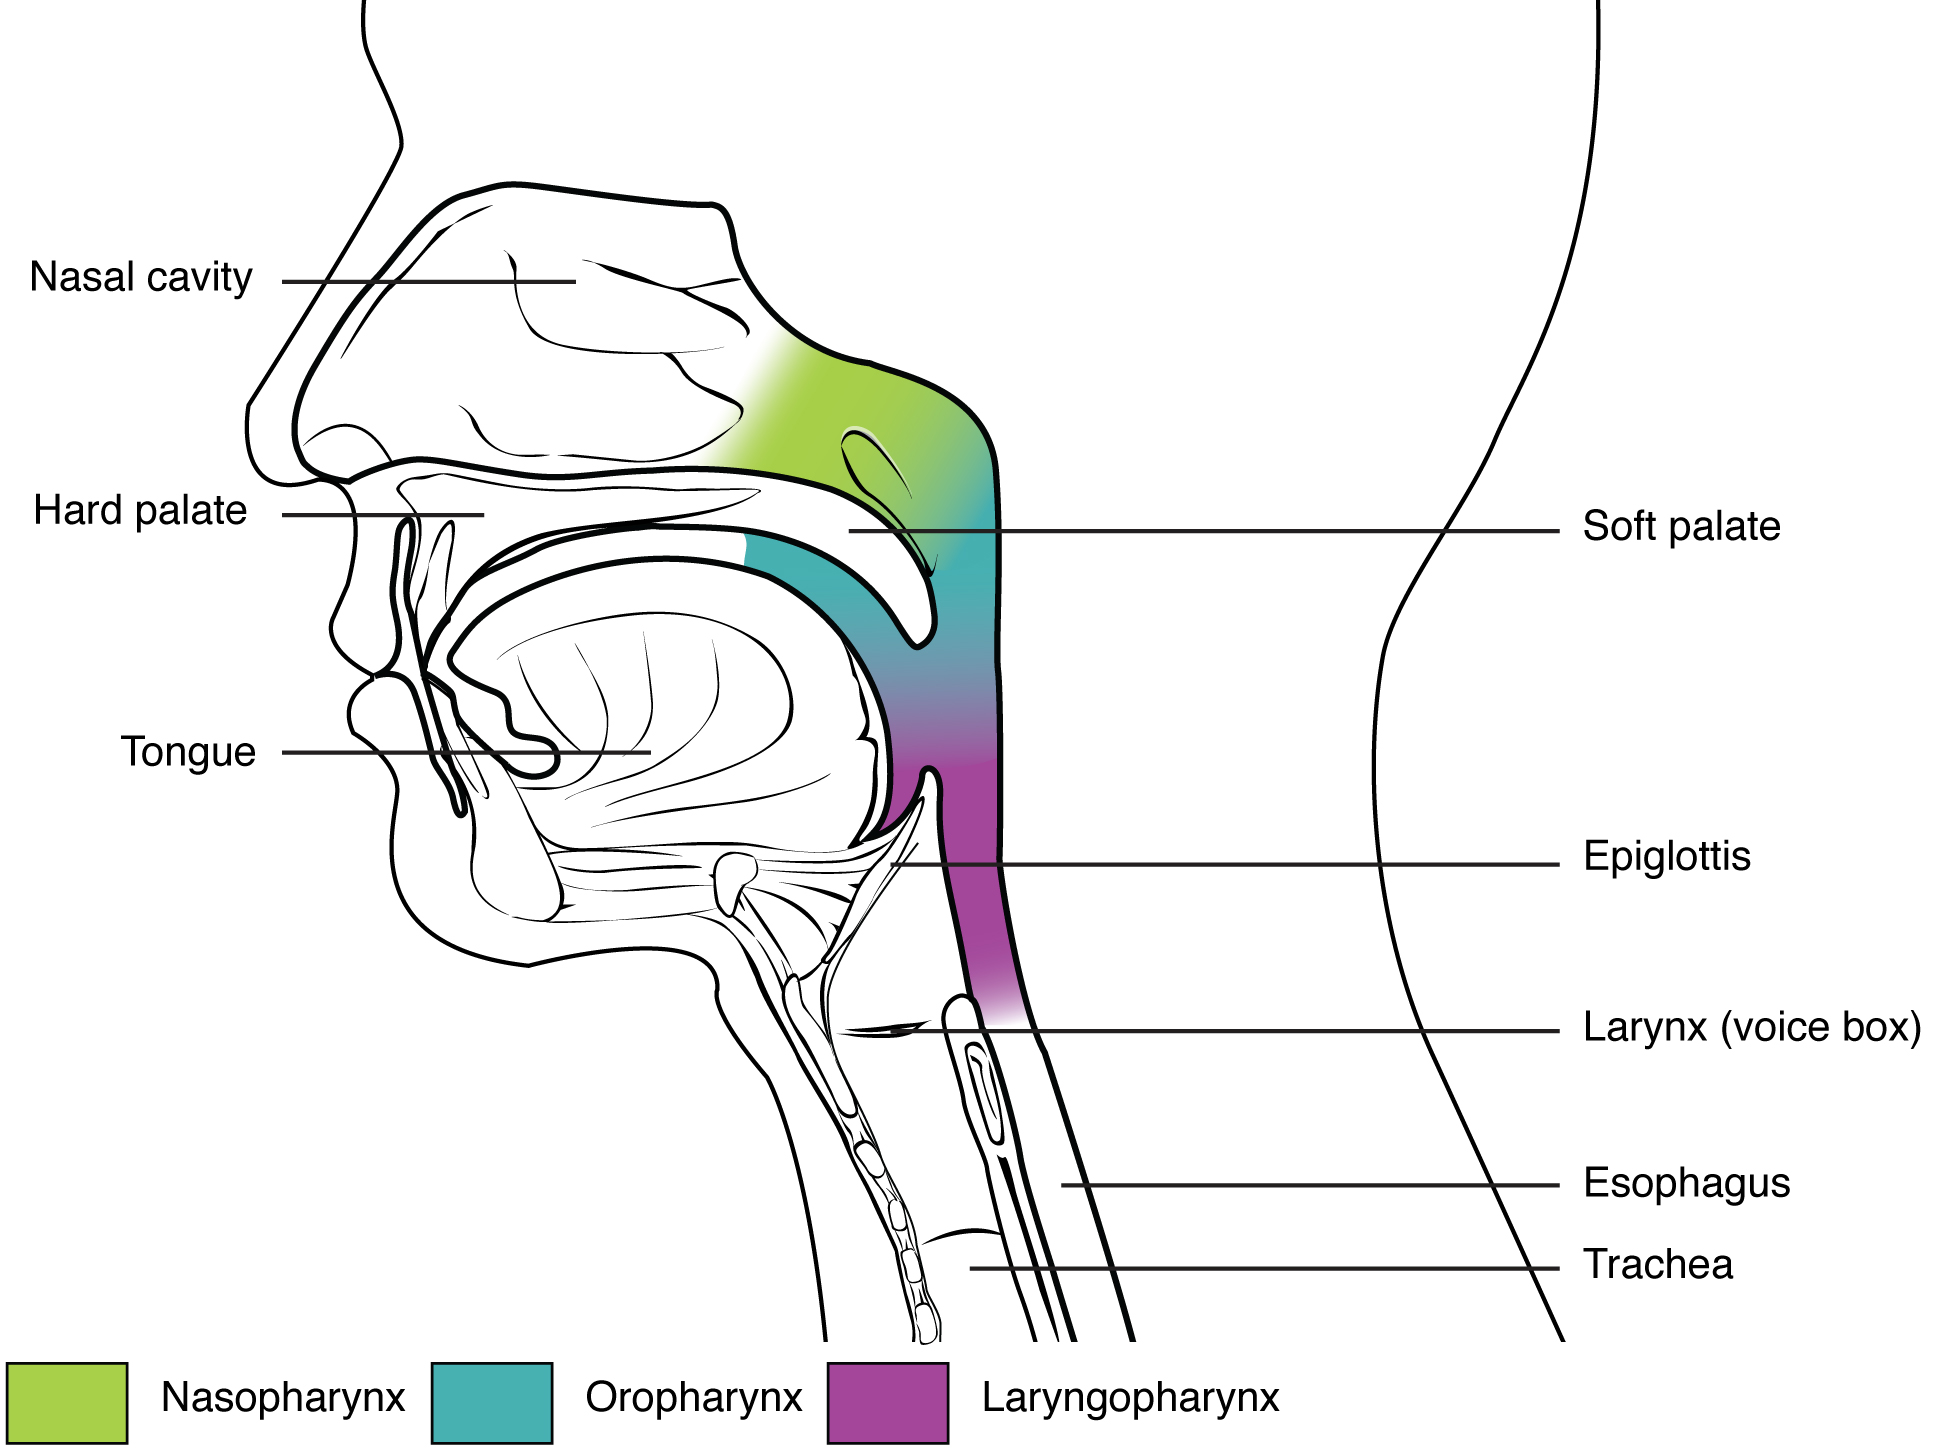 Nasal cavity
Hard palate
Soft palate
Tongue
Epiglottis
Larynx (voice box)
Esophagus
Trachea
Nasopharynx
Oropharynx
Laryngopharynx